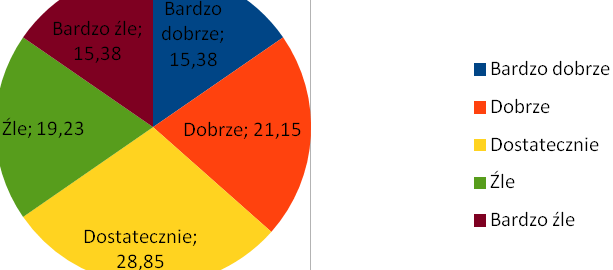 Bardzo
dobrze;
15,38
Bardzo źle;
15,38
Źle; 19,23
Dobrze; 21,15
Dostatecznie;
28,85
Bardzo dobrze
Dobrze
Dostatecznie
Źle
Bardzo źle